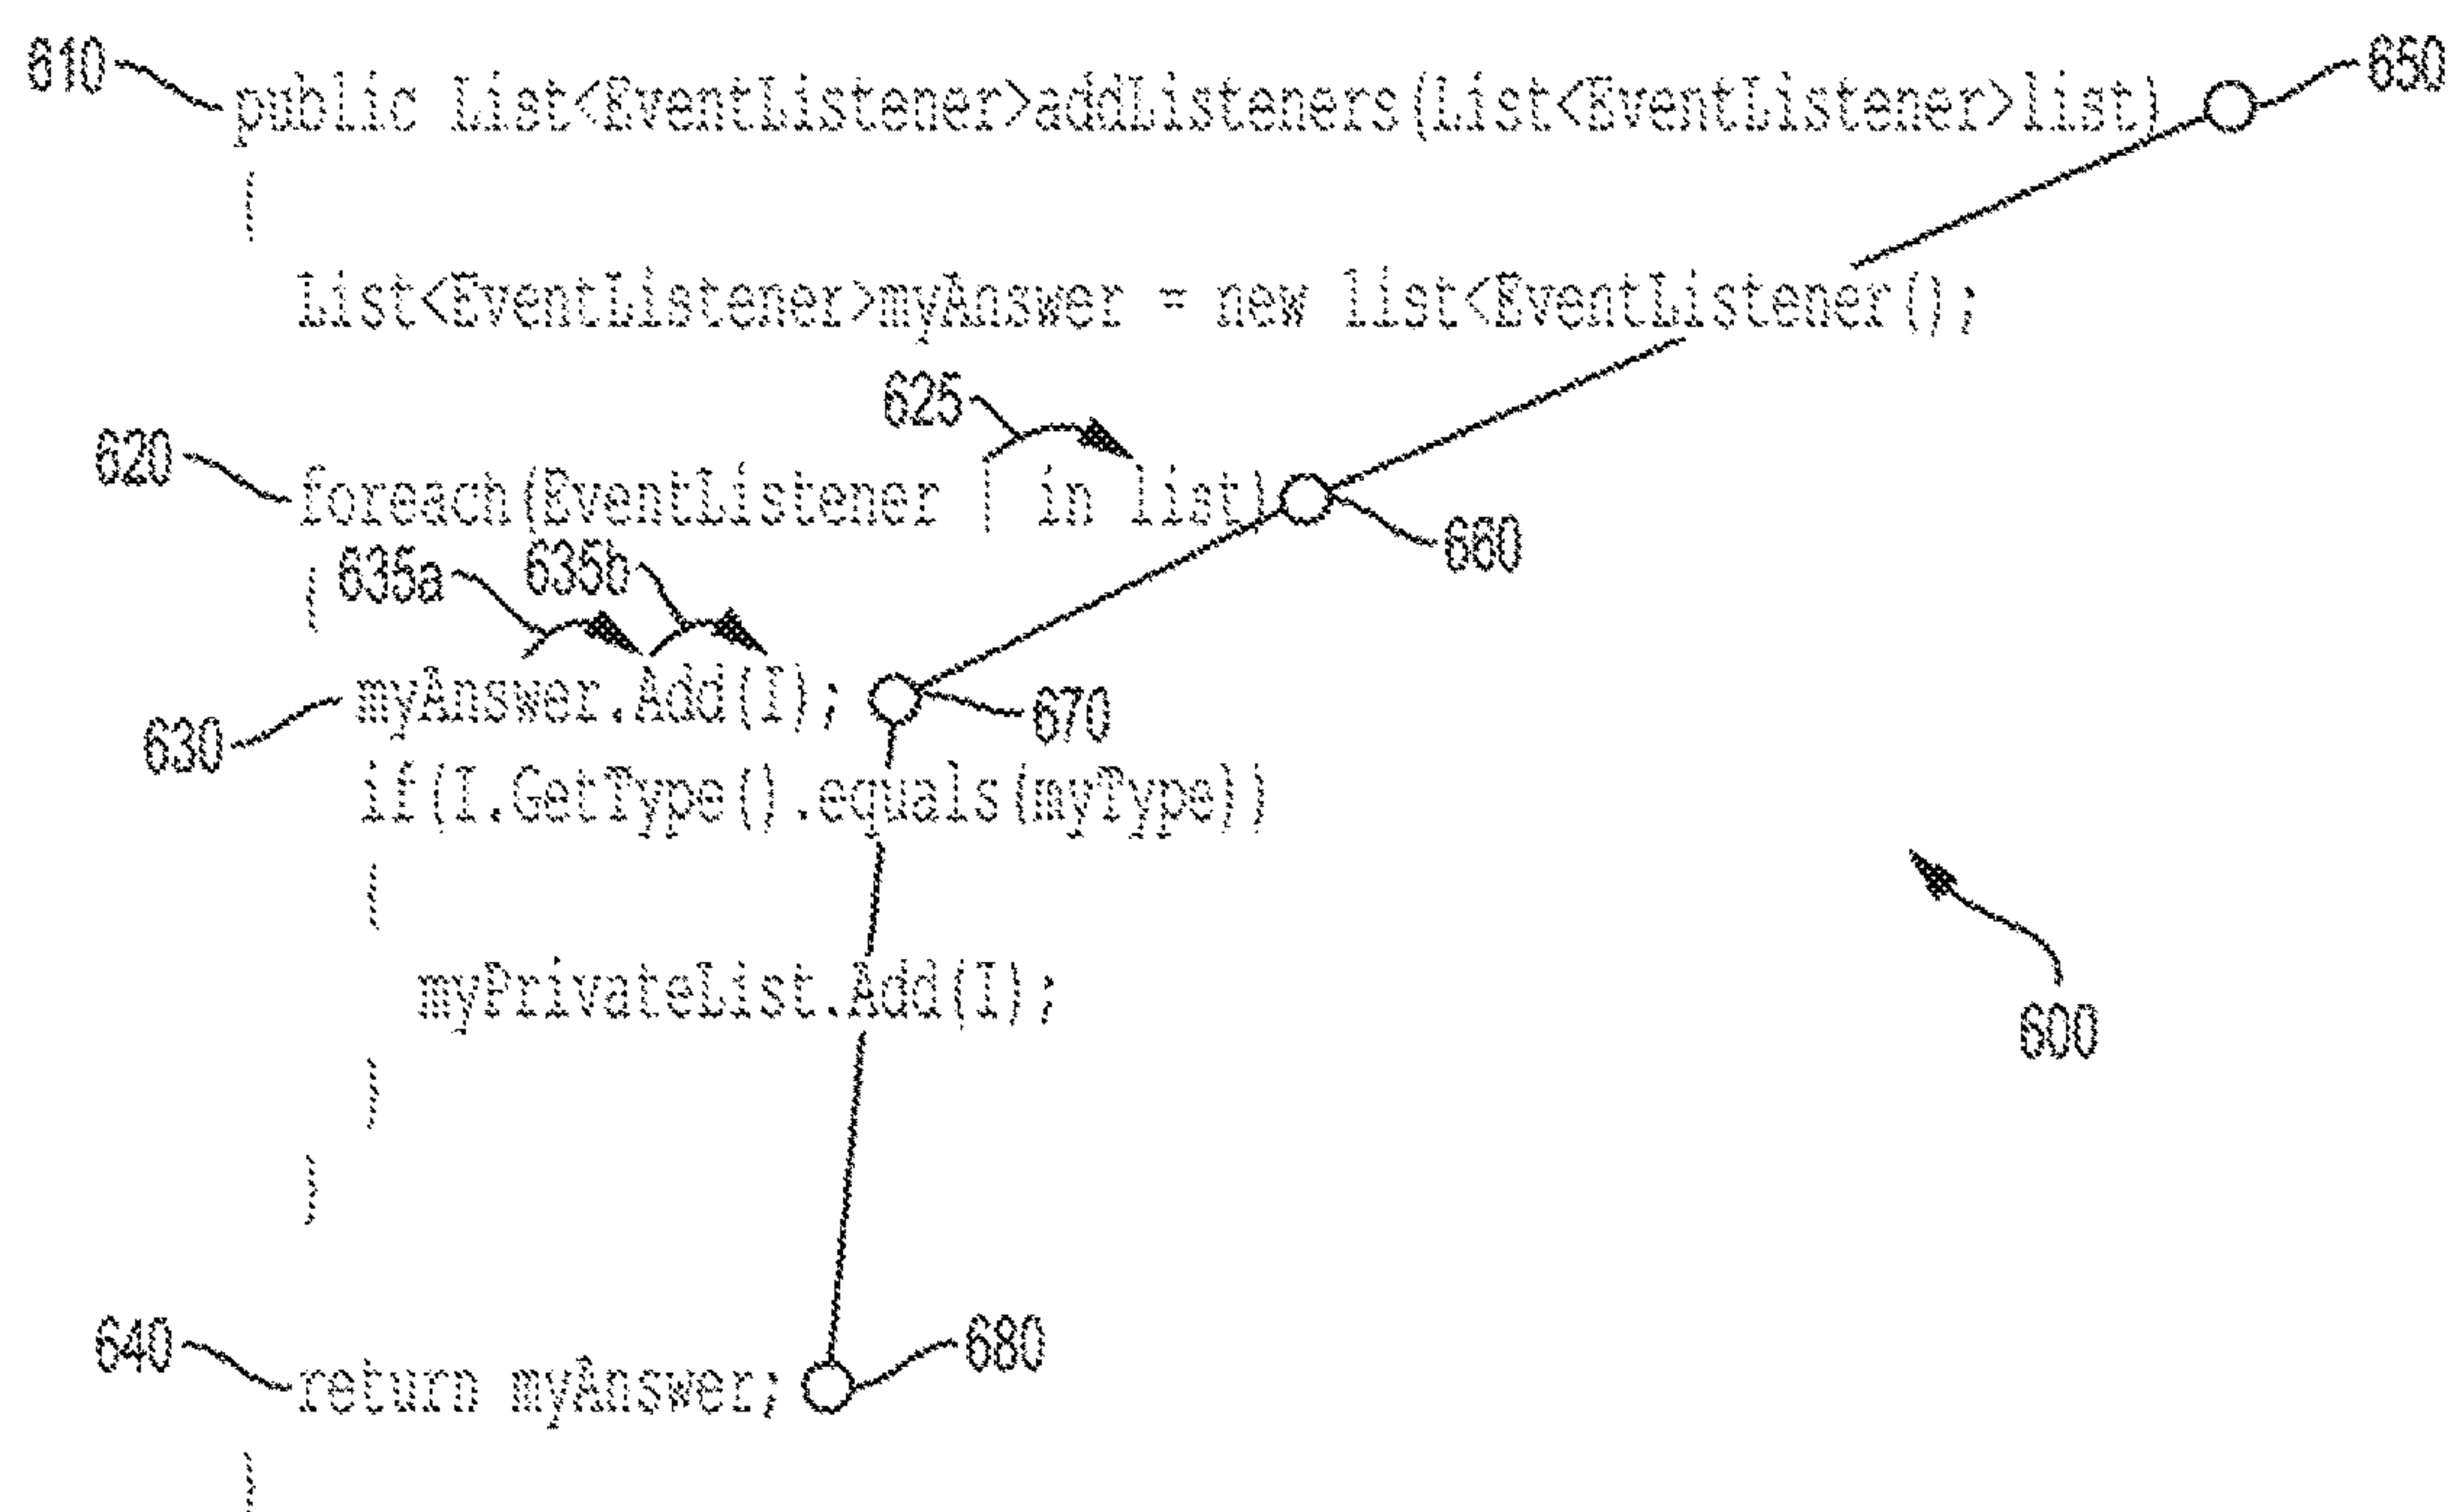 610 public List<EventListener>addListeners(List<EventListener>list) 650
{
List<EventListener>myAnswer = new list<EventListener();
625
620 foreach(EventListener | in list) 660
{ 635a 635b
630 myAnswer.Add(I); 670
if(I.GetType().equals(myType))
{
myPrivateList.Add(I);
600
}
}
640 return myAnswer; 680
}